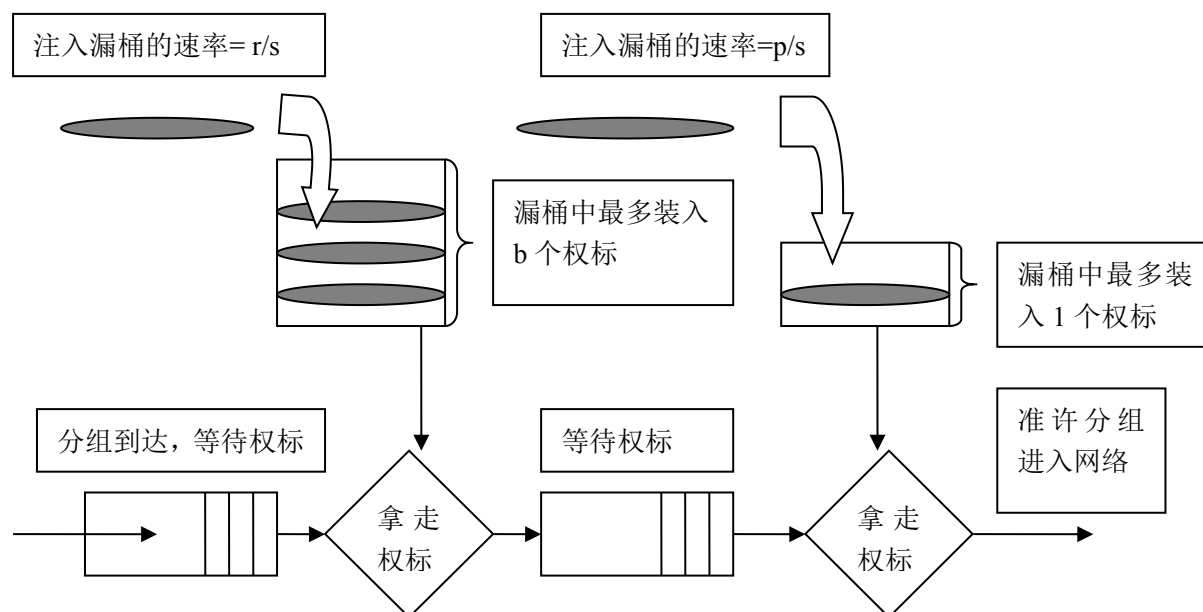 注入漏桶的速率= r/s
注入漏桶的速率=p/s
漏桶中最多装入
b 个权标
漏桶中最多装
入 1 个权标
分组到达，等待权标
等待权标
准许分组
进入网络
拿走
权标
拿走
权标